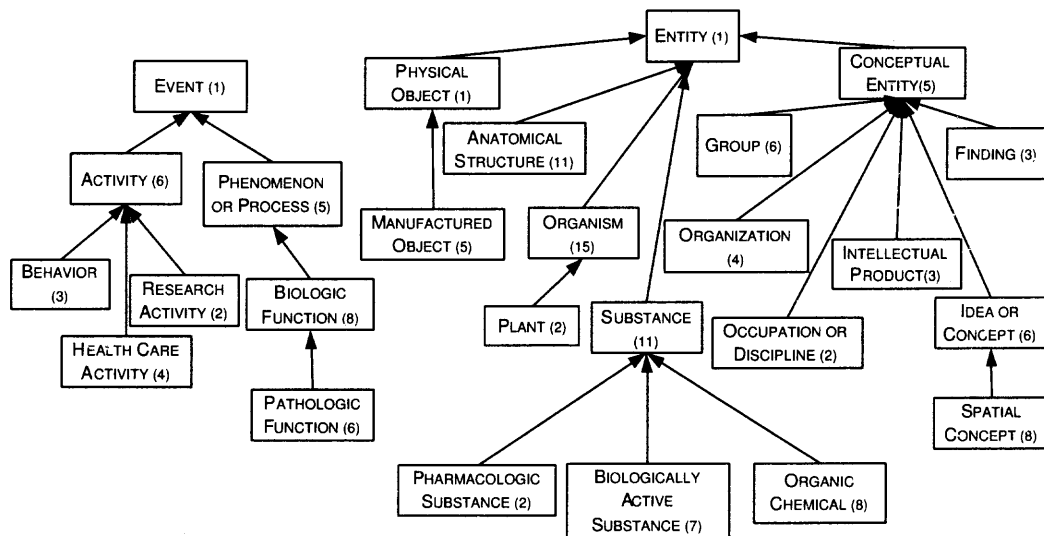 ENTITY (1)
EVENT (1)
PHYSICAL
OBJECT (1)
CONCEPTUAL
ENTITY(5)
ANATOMICAL
STRUCTURE (11)
GROUP (6)
FINDING (3)
ACTIVITY (6)
PHENOMENON
OR PROCESS (5)
MANUFACTURED
OBJECT (5)
ORGANISM
(15)
ORGANIZATION
(4)
INTELLECTUAL
PRODUCT(3)
BEHAVIOR
(3)
RESEARCH
ACTIVITY (2)
BIOLOGIC
FUNCTION (8)
PLANT (2)
SUBSTANCE
(11)
OCCUPATION OR
DISCIPLINE (2)
IDEA OR
CONCEPT (6)
HEALTH CARE
ACTIVITY (4)
PATHOLOGIC
FUNCTION (6)
SPATIAL
CONCEPT (8)
PHARMACOLOGIC
SUBSTANCE (2)
BIOLOGICALLY
ACTIVE
SUBSTANCE (7)
ORGANIC
CHEMICAL (8)